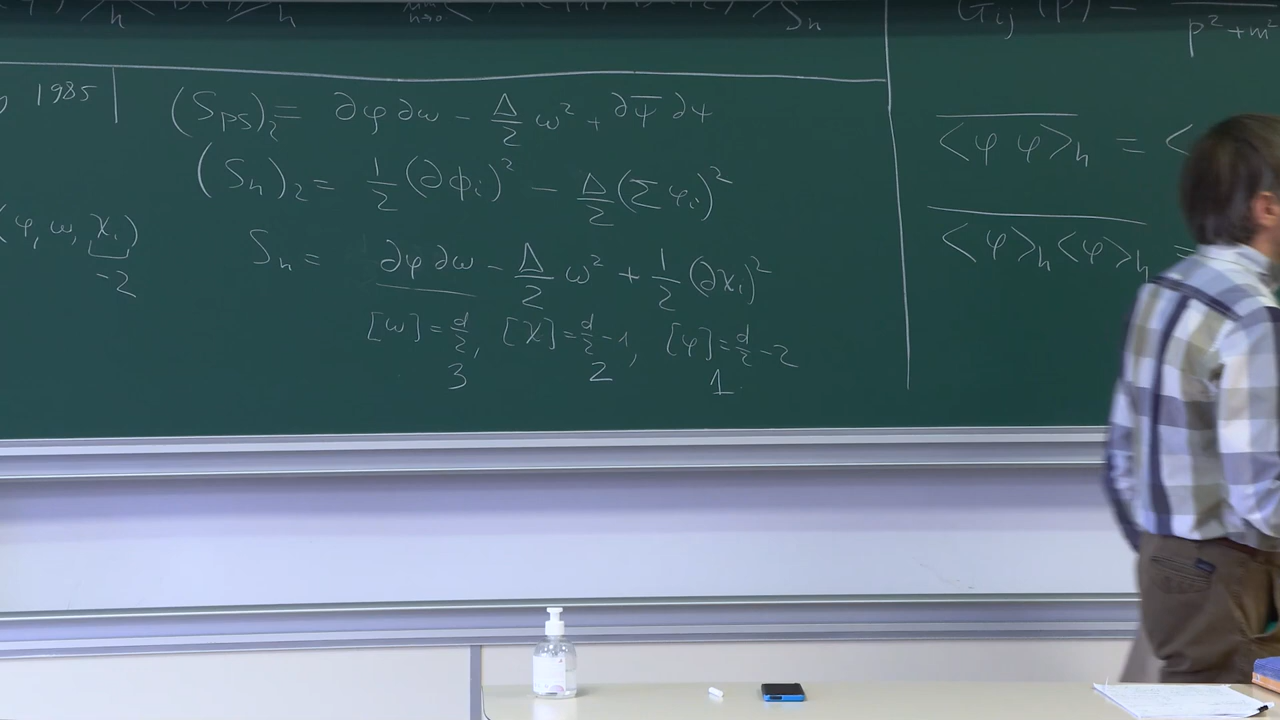 1985 | (S_PS)_2 = ∂φ ∂ω − Δ/2 ω² + ∂ψ̅ ∂ψ
(S_n)_2 = 1/2 (∂ϕ_i)² − Δ/2 (Σ φ_i)²
(φ, ω, χ_i)
−2
S_n = ∂φ ∂ω − Δ/2 ω² + 1/2 (∂χ_i)²
[ω] = d/2, [χ] = d/2 − 1, [φ] = d/2 − 2
3 2 1
G_ij (p) =
p² + m²
<φ φ>_h = <
<φ>_h <φ>_h =